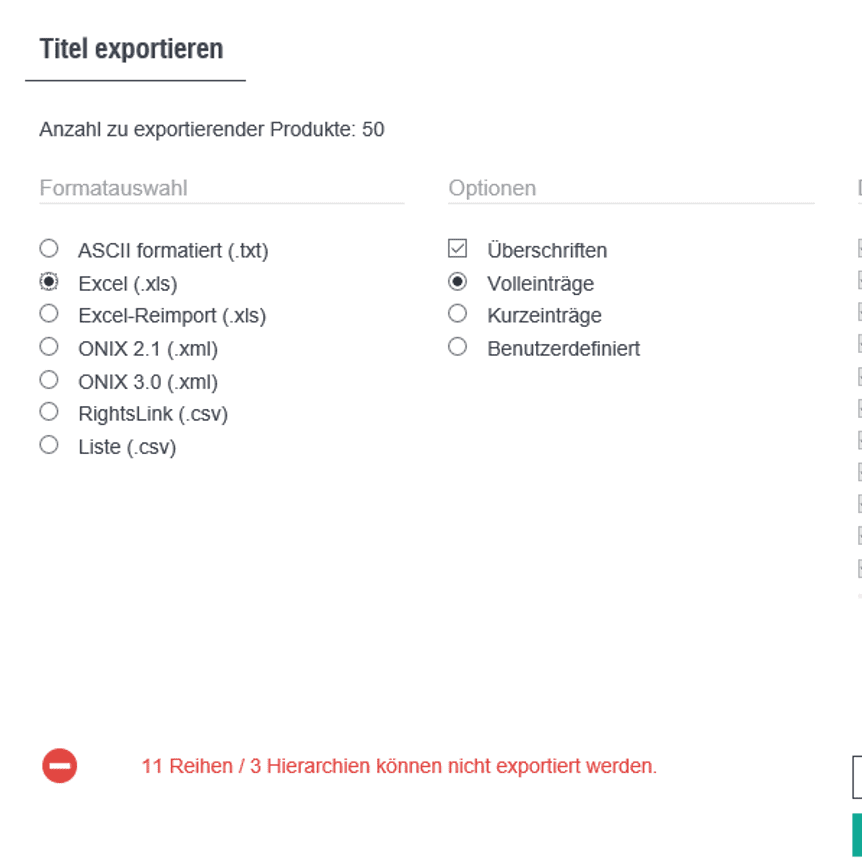 Titel exportieren
Anzahl zu exportierender Produkte: 50
Formatauswahl
ASCII formatiert (.txt)
Excel (.xls)
Excel-Reimport (.xls)
ONIX 2.1 (.xml)
ONIX 3.0 (.xml)
RightsLink (.csv)
Liste (.csv)
Optionen
Überschriften
Volleinträge
Kurzeinträge
Benutzerdefiniert
11 Reihen / 3 Hierarchien können nicht exportiert werden.